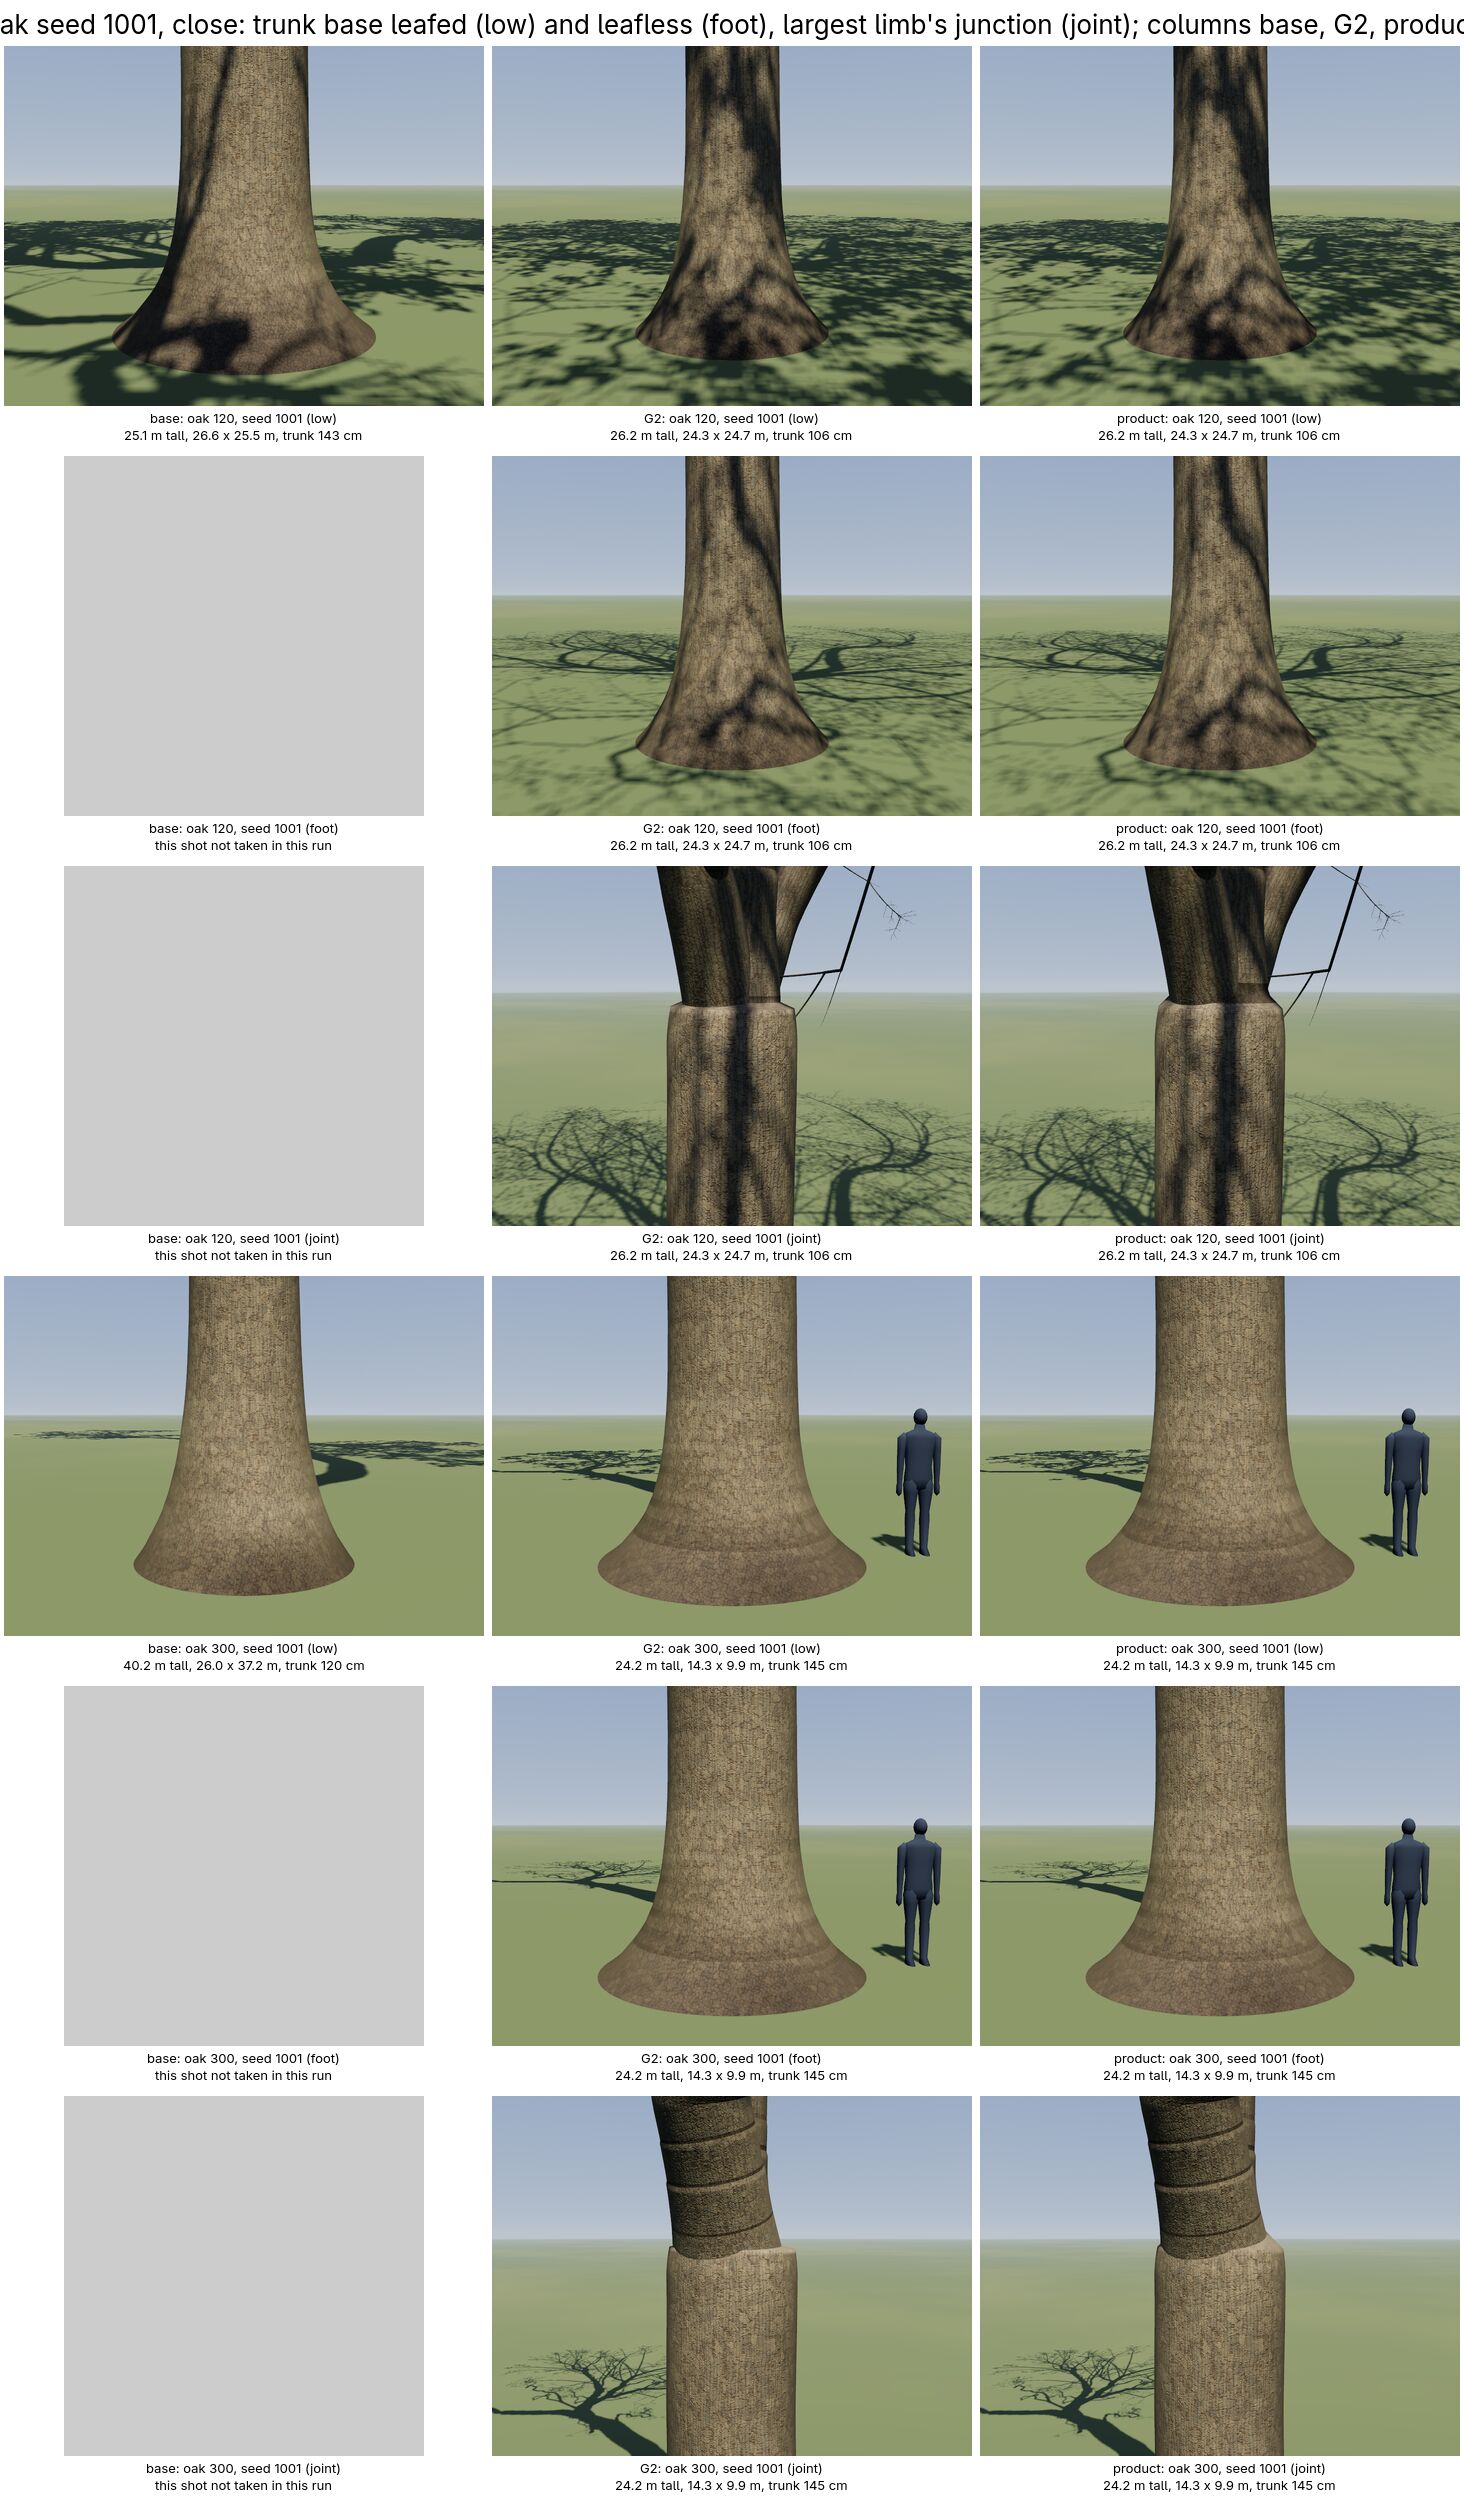 ak seed 1001, close: trunk base leafed (low) and leafless (foot), largest limb's junction (joint); columns base, G2, produc
base: oak 120, seed 1001 (low)
25.1 m tall, 26.6 x 25.5 m, trunk 143 cm
G2: oak 120, seed 1001 (low)
26.2 m tall, 24.3 x 24.7 m, trunk 106 cm
product: oak 120, seed 1001 (low)
26.2 m tall, 24.3 x 24.7 m, trunk 106 cm
base: oak 120, seed 1001 (foot)
this shot not taken in this run
G2: oak 120, seed 1001 (foot)
26.2 m tall, 24.3 x 24.7 m, trunk 106 cm
product: oak 120, seed 1001 (foot)
26.2 m tall, 24.3 x 24.7 m, trunk 106 cm
base: oak 120, seed 1001 (joint)
this shot not taken in this run
G2: oak 120, seed 1001 (joint)
26.2 m tall, 24.3 x 24.7 m, trunk 106 cm
product: oak 120, seed 1001 (joint)
26.2 m tall, 24.3 x 24.7 m, trunk 106 cm
base: oak 300, seed 1001 (low)
40.2 m tall, 26.0 x 37.2 m, trunk 120 cm
G2: oak 300, seed 1001 (low)
24.2 m tall, 14.3 x 9.9 m, trunk 145 cm
product: oak 300, seed 1001 (low)
24.2 m tall, 14.3 x 9.9 m, trunk 145 cm
base: oak 300, seed 1001 (foot)
this shot not taken in this run
G2: oak 300, seed 1001 (foot)
24.2 m tall, 14.3 x 9.9 m, trunk 145 cm
product: oak 300, seed 1001 (foot)
24.2 m tall, 14.3 x 9.9 m, trunk 145 cm
base: oak 300, seed 1001 (joint)
this shot not taken in this run
G2: oak 300, seed 1001 (joint)
24.2 m tall, 14.3 x 9.9 m, trunk 145 cm
product: oak 300, seed 1001 (joint)
24.2 m tall, 14.3 x 9.9 m, trunk 145 cm